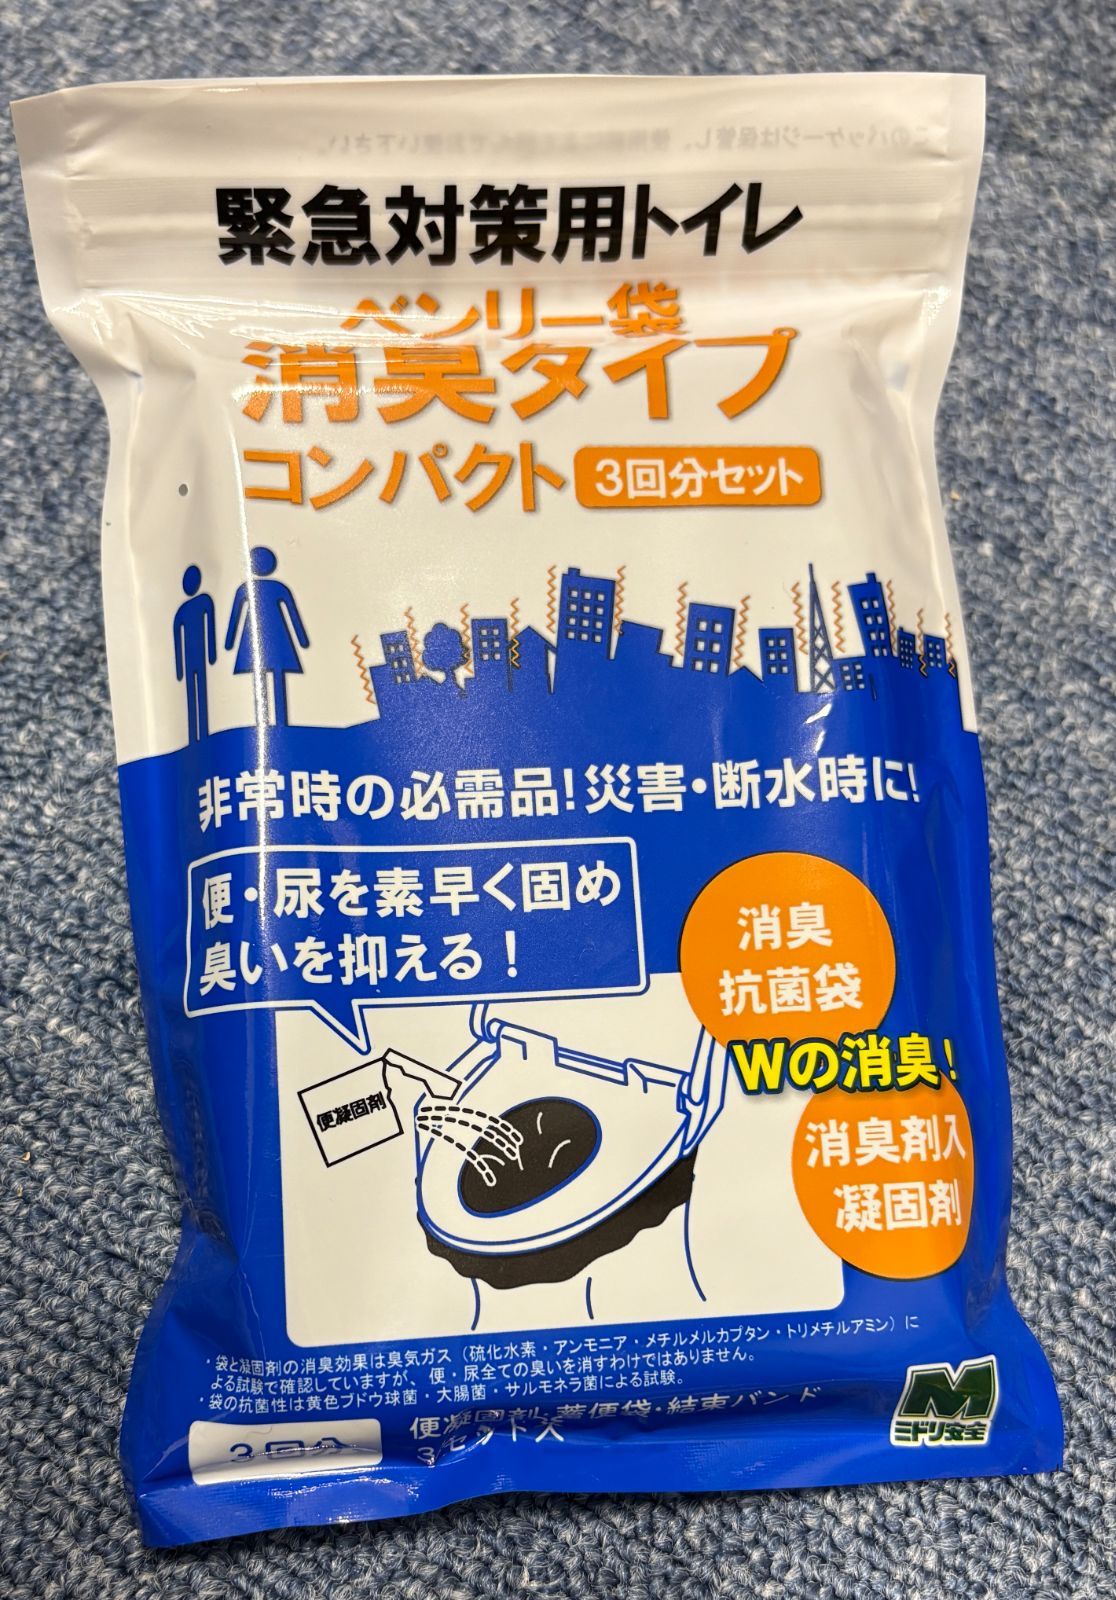 緊急対策用トイレ
ベンリー袋
消臭タイプ
コンパクト 3回分セット
非常時の必需品!災害・断水時に!
便・尿を素早く固め
臭いを抑える!
消臭
抗菌袋
Wの消臭!
便凝固剤
消臭剤入
凝固剤
・袋と凝固剤の消臭効果は臭気ガス(硫化水素・アンモニア・メチルメルカプタン・トリメチルアミン)に
よる試験で確認していますが、便・尿全ての臭いを消すわけではありません。
・袋の抗菌性は黄色ブドウ球菌・大腸菌・サルモネラ菌による試験。
3回分
便凝固剤・蓄便袋・結束バンド
3セット入
M
ミドリ安全